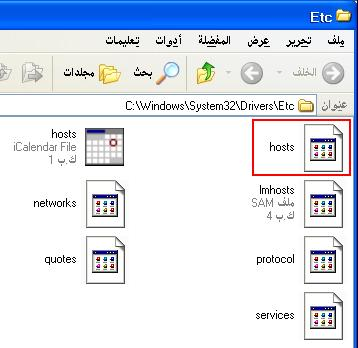 Etc
ملف تحرير عرض المفضلة أدوات تعليمات
الخلف بحث مجلدات
عنوان C:\Windows\System32\Drivers\Etc
hosts
hosts
iCalendar File
1 ك.ب
lmhosts
ملف SAM
4 ك.ب
networks
protocol
quotes
services